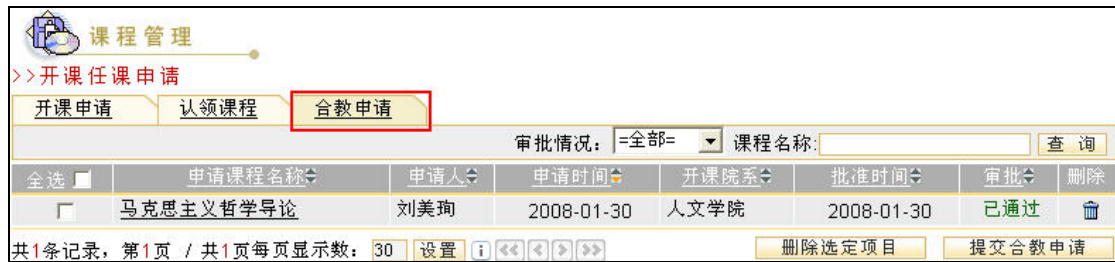 课程管理
>>开课任课申请
开课申请 认领课程 合教申请
审批情况: =全部= 课程名称: 查 询
全选 申请课程名称 申请人 申请时间 开课院系 批准时间 审批 删除
马克思主义哲学导论 刘美珣 2008-01-30 人文学院 2008-01-30 已通过
共1条记录，第1页 / 共1页每页显示数: 30 设置 i << < > >> 删除选定项目 提交合教申请